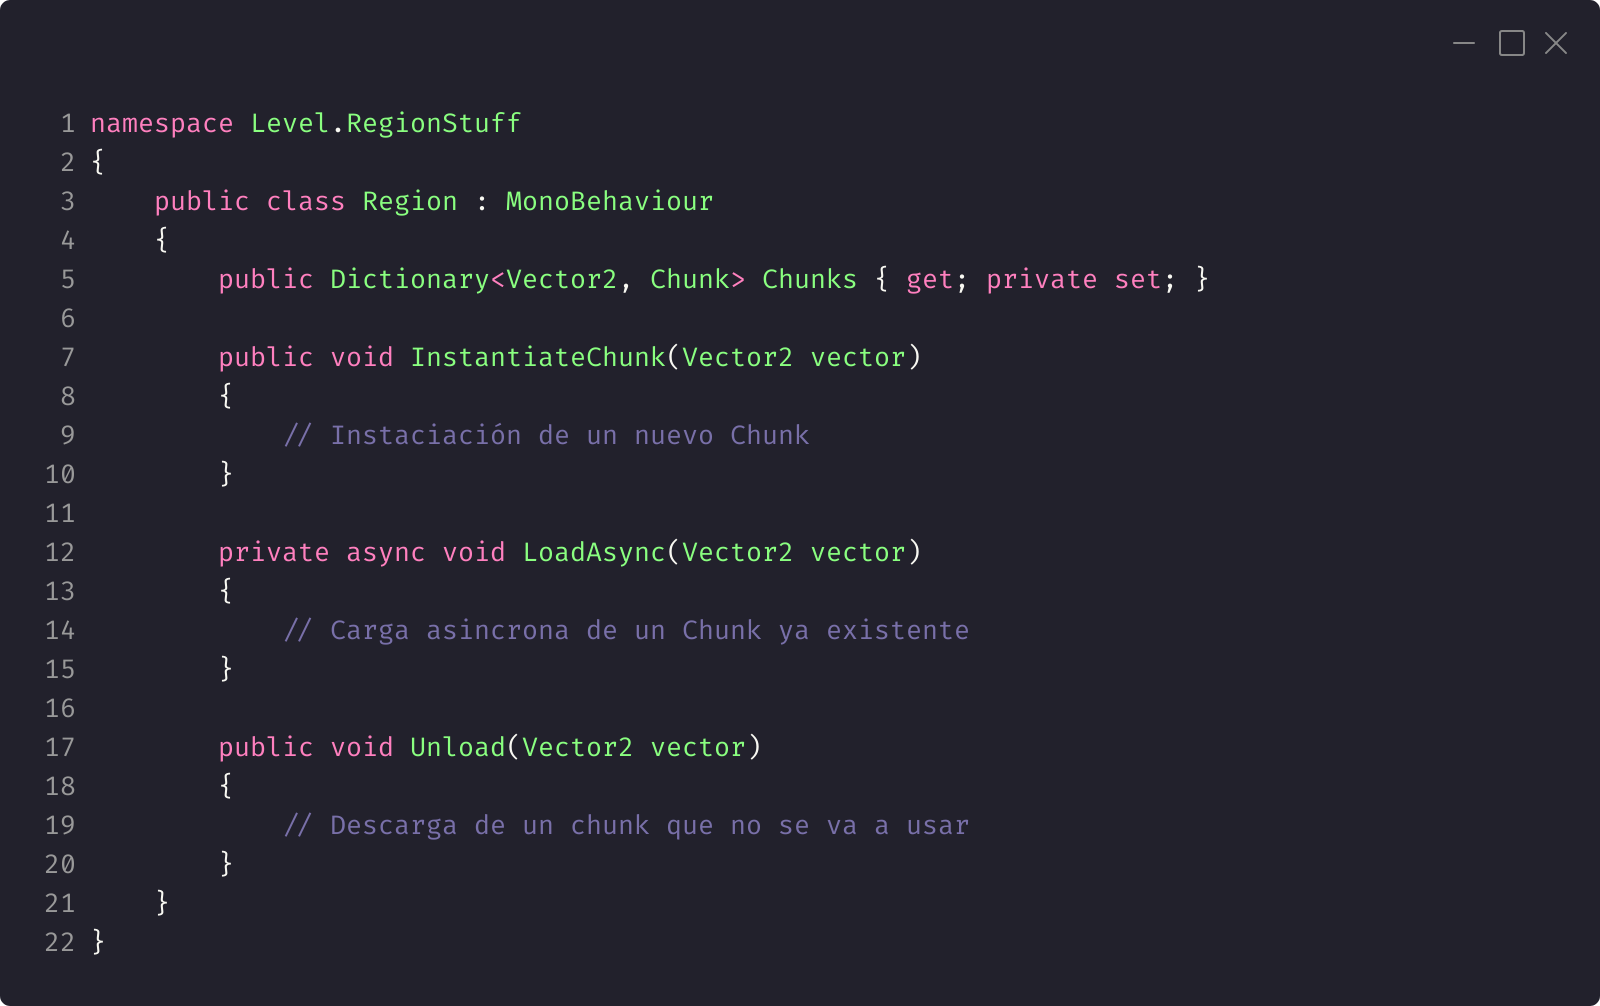 1 namespace Level.RegionStuff
2 {
3     public class Region : MonoBehaviour
4     {
5         public Dictionary<Vector2, Chunk> Chunks { get; private set; }
6
7         public void InstantiateChunk(Vector2 vector)
8         {
9             // Instaciación de un nuevo Chunk
10         }
11
12         private async void LoadAsync(Vector2 vector)
13         {
14             // Carga asincrona de un Chunk ya existente
15         }
16
17         public void Unload(Vector2 vector)
18         {
19             // Descarga de un chunk que no se va a usar
20         }
21     }
22 }